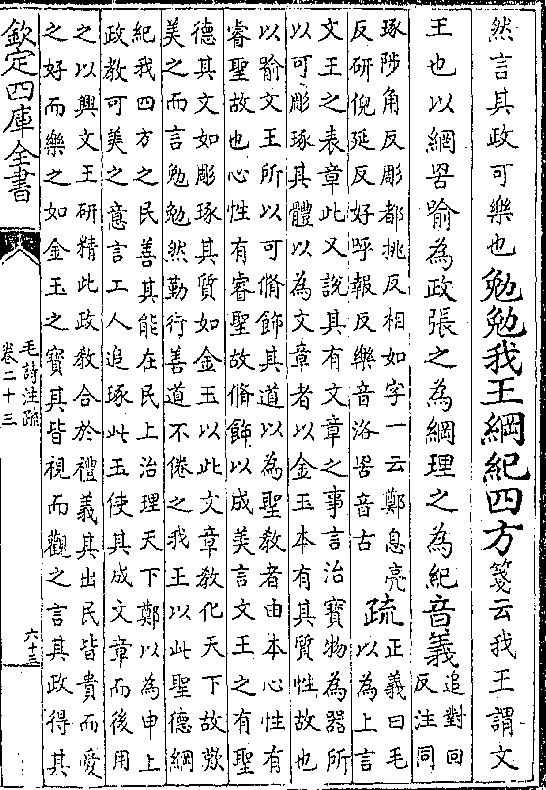 然言其政可樂也勉勉我王綱紀四方箋云我王謂文
王也以網罟喻為政張之為綱理之為紀音義追對回
反注同
琢陟角反彫都挑反相如字一云鄭息亮
反研倪延反好呼報反樂音洛罟音古
疏正義曰毛
以為上言
文王之表章此又說其有文章之事言治寶物為器所
以可彫琢其體以為文章者以金玉本有其質性故也
以喻文王所以可脩飾其道以為聖教者由本心性有
睿聖故也心性有睿聖故脩飾以成美言文王之有聖
德其文如彫琢其質如金玉以此文章教化天下故歎
美之而言勉勉然勤行善道不倦之我王以此聖德綱
紀我四方之民善其能在民上治理天下鄭以為申上
政教可美之意言工人追琢此玉使其成文章而後用
之以興文王研精此政教合於禮義其出民皆貴而愛
之好而樂之如金玉之寶其皆視而觀之言其政得其
欽定四庫全書
毛詩注疏
卷二十三
六十三